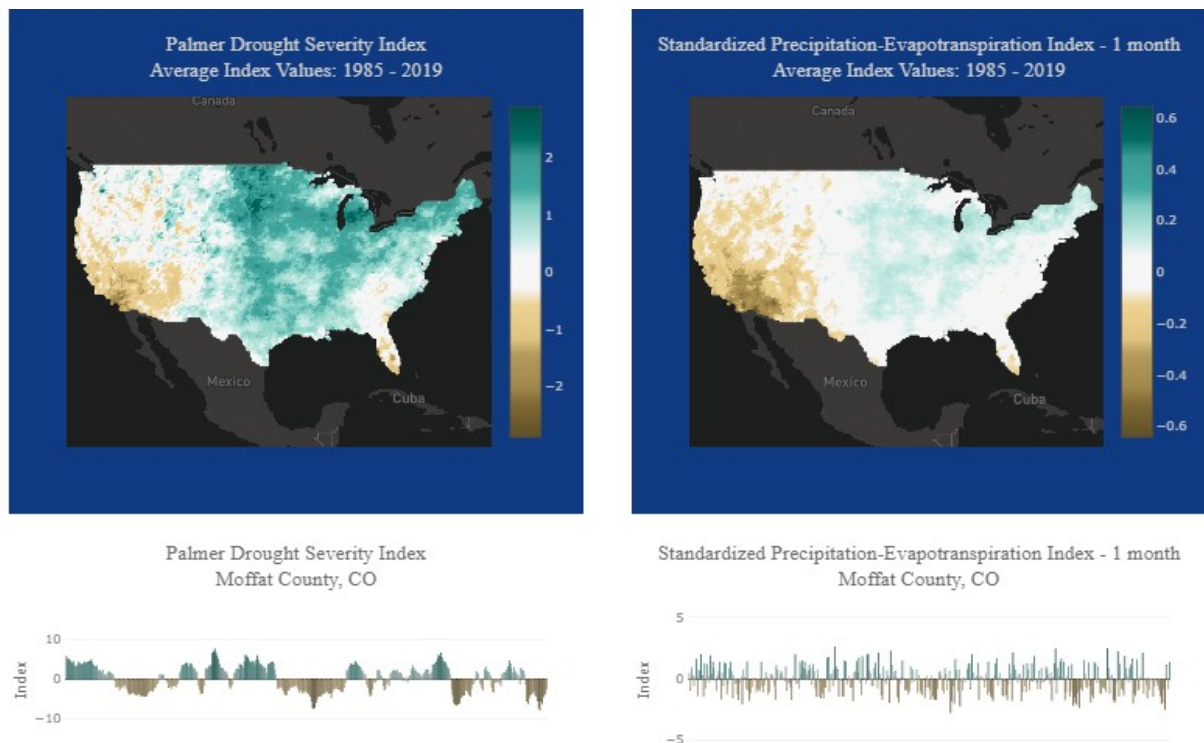 Palmer Drought Severity Index
Average Index Values: 1985 - 2019
Canada
Mexico
Cuba
2
1
0
−1
−2
Standardized Precipitation-Evapotranspiration Index - 1 month
Average Index Values: 1985 - 2019
Canada
Mexico
Cuba
0.6
0.4
0.2
0
−0.2
−0.4
−0.6
Palmer Drought Severity Index
Moffat County, CO
Index
10
0
−10
Standardized Precipitation-Evapotranspiration Index - 1 month
Moffat County, CO
Index
5
0
−5